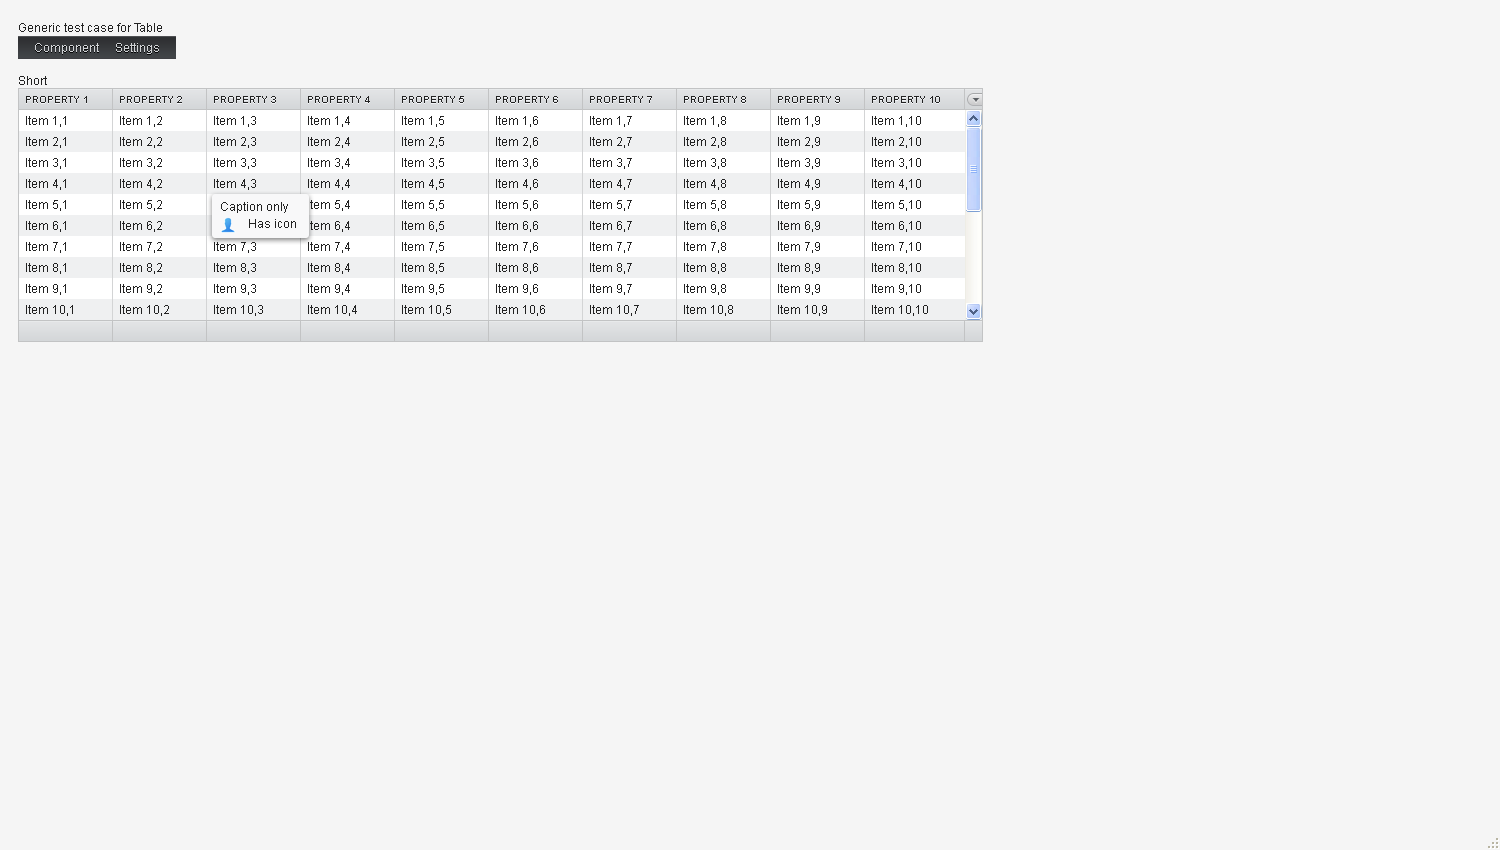 Generic test case for Table
Component Settings
Short
PROPERTY 1 PROPERTY 2 PROPERTY 3 PROPERTY 4 PROPERTY 5 PROPERTY 6 PROPERTY 7 PROPERTY 8 PROPERTY 9 PROPERTY 10
Item 1,1 Item 1,2 Item 1,3 Item 1,4 Item 1,5 Item 1,6 Item 1,7 Item 1,8 Item 1,9 Item 1,10
Item 2,1 Item 2,2 Item 2,3 Item 2,4 Item 2,5 Item 2,6 Item 2,7 Item 2,8 Item 2,9 Item 2,10
Item 3,1 Item 3,2 Item 3,3 Item 3,4 Item 3,5 Item 3,6 Item 3,7 Item 3,8 Item 3,9 Item 3,10
Item 4,1 Item 4,2 Item 4,3 Item 4,4 Item 4,5 Item 4,6 Item 4,7 Item 4,8 Item 4,9 Item 4,10
Item 5,1 Item 5,2 Caption only Item 5,4 Item 5,5 Item 5,6 Item 5,7 Item 5,8 Item 5,9 Item 5,10
Item 6,1 Item 6,2 Has icon Item 6,4 Item 6,5 Item 6,6 Item 6,7 Item 6,8 Item 6,9 Item 6,10
Item 7,1 Item 7,2 Item 7,3 Item 7,4 Item 7,5 Item 7,6 Item 7,7 Item 7,8 Item 7,9 Item 7,10
Item 8,1 Item 8,2 Item 8,3 Item 8,4 Item 8,5 Item 8,6 Item 8,7 Item 8,8 Item 8,9 Item 8,10
Item 9,1 Item 9,2 Item 9,3 Item 9,4 Item 9,5 Item 9,6 Item 9,7 Item 9,8 Item 9,9 Item 9,10
Item 10,1 Item 10,2 Item 10,3 Item 10,4 Item 10,5 Item 10,6 Item 10,7 Item 10,8 Item 10,9 Item 10,10